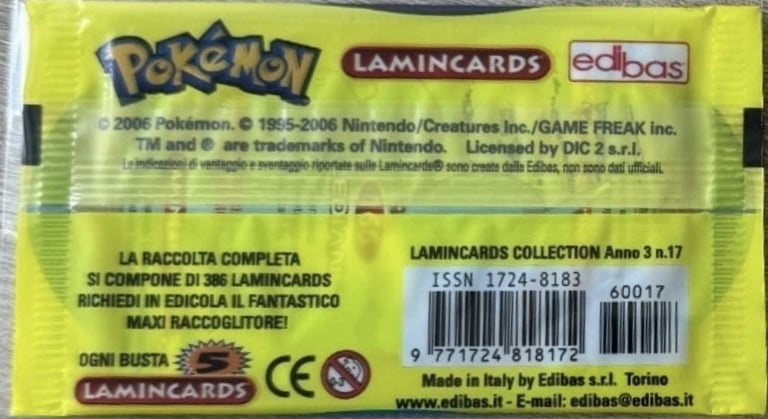 POKéMON LAMINCARDS® edibas
© 2006 Pokémon. © 1995-2006 Nintendo/Creatures Inc./GAME FREAK inc.
TM and ® are trademarks of Nintendo. Licensed by DIC 2 s.r.l.
Le indicazioni di vantaggio e svantaggio riportate sulle Lamincards® sono create dalla Edibas, non sono dati ufficiali.
LA RACCOLTA COMPLETA
SI COMPONE DI 386 LAMINCARDS
RICHIEDI IN EDICOLA IL FANTASTICO
MAXI RACCOGLITORE!
OGNI BUSTA 5
LAMINCARDS
CE
0-3
LAMINCARDS COLLECTION Anno 3 n.17
ISSN 1724-8183
60017
9 771724 818172
Made in Italy by Edibas s.r.l. Torino
www.edibas.it - E-mail: edibas@edibas.it